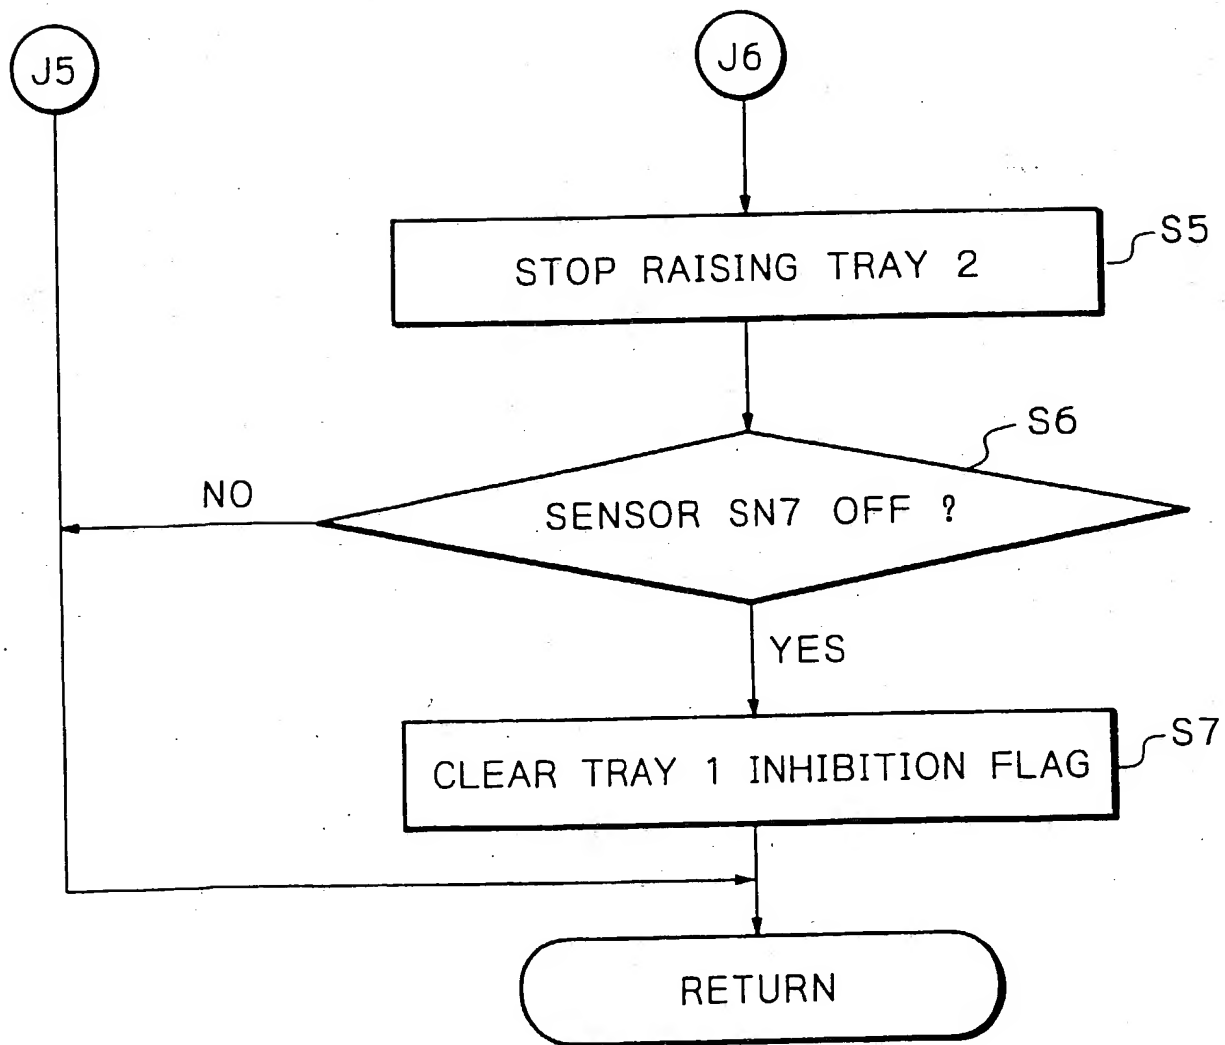 J5
J6
STOP RAISING TRAY 2
S5
S6
SENSOR SN7 OFF ?
NO
YES
S7
CLEAR TRAY 1 INHIBITION FLAG
RETURN